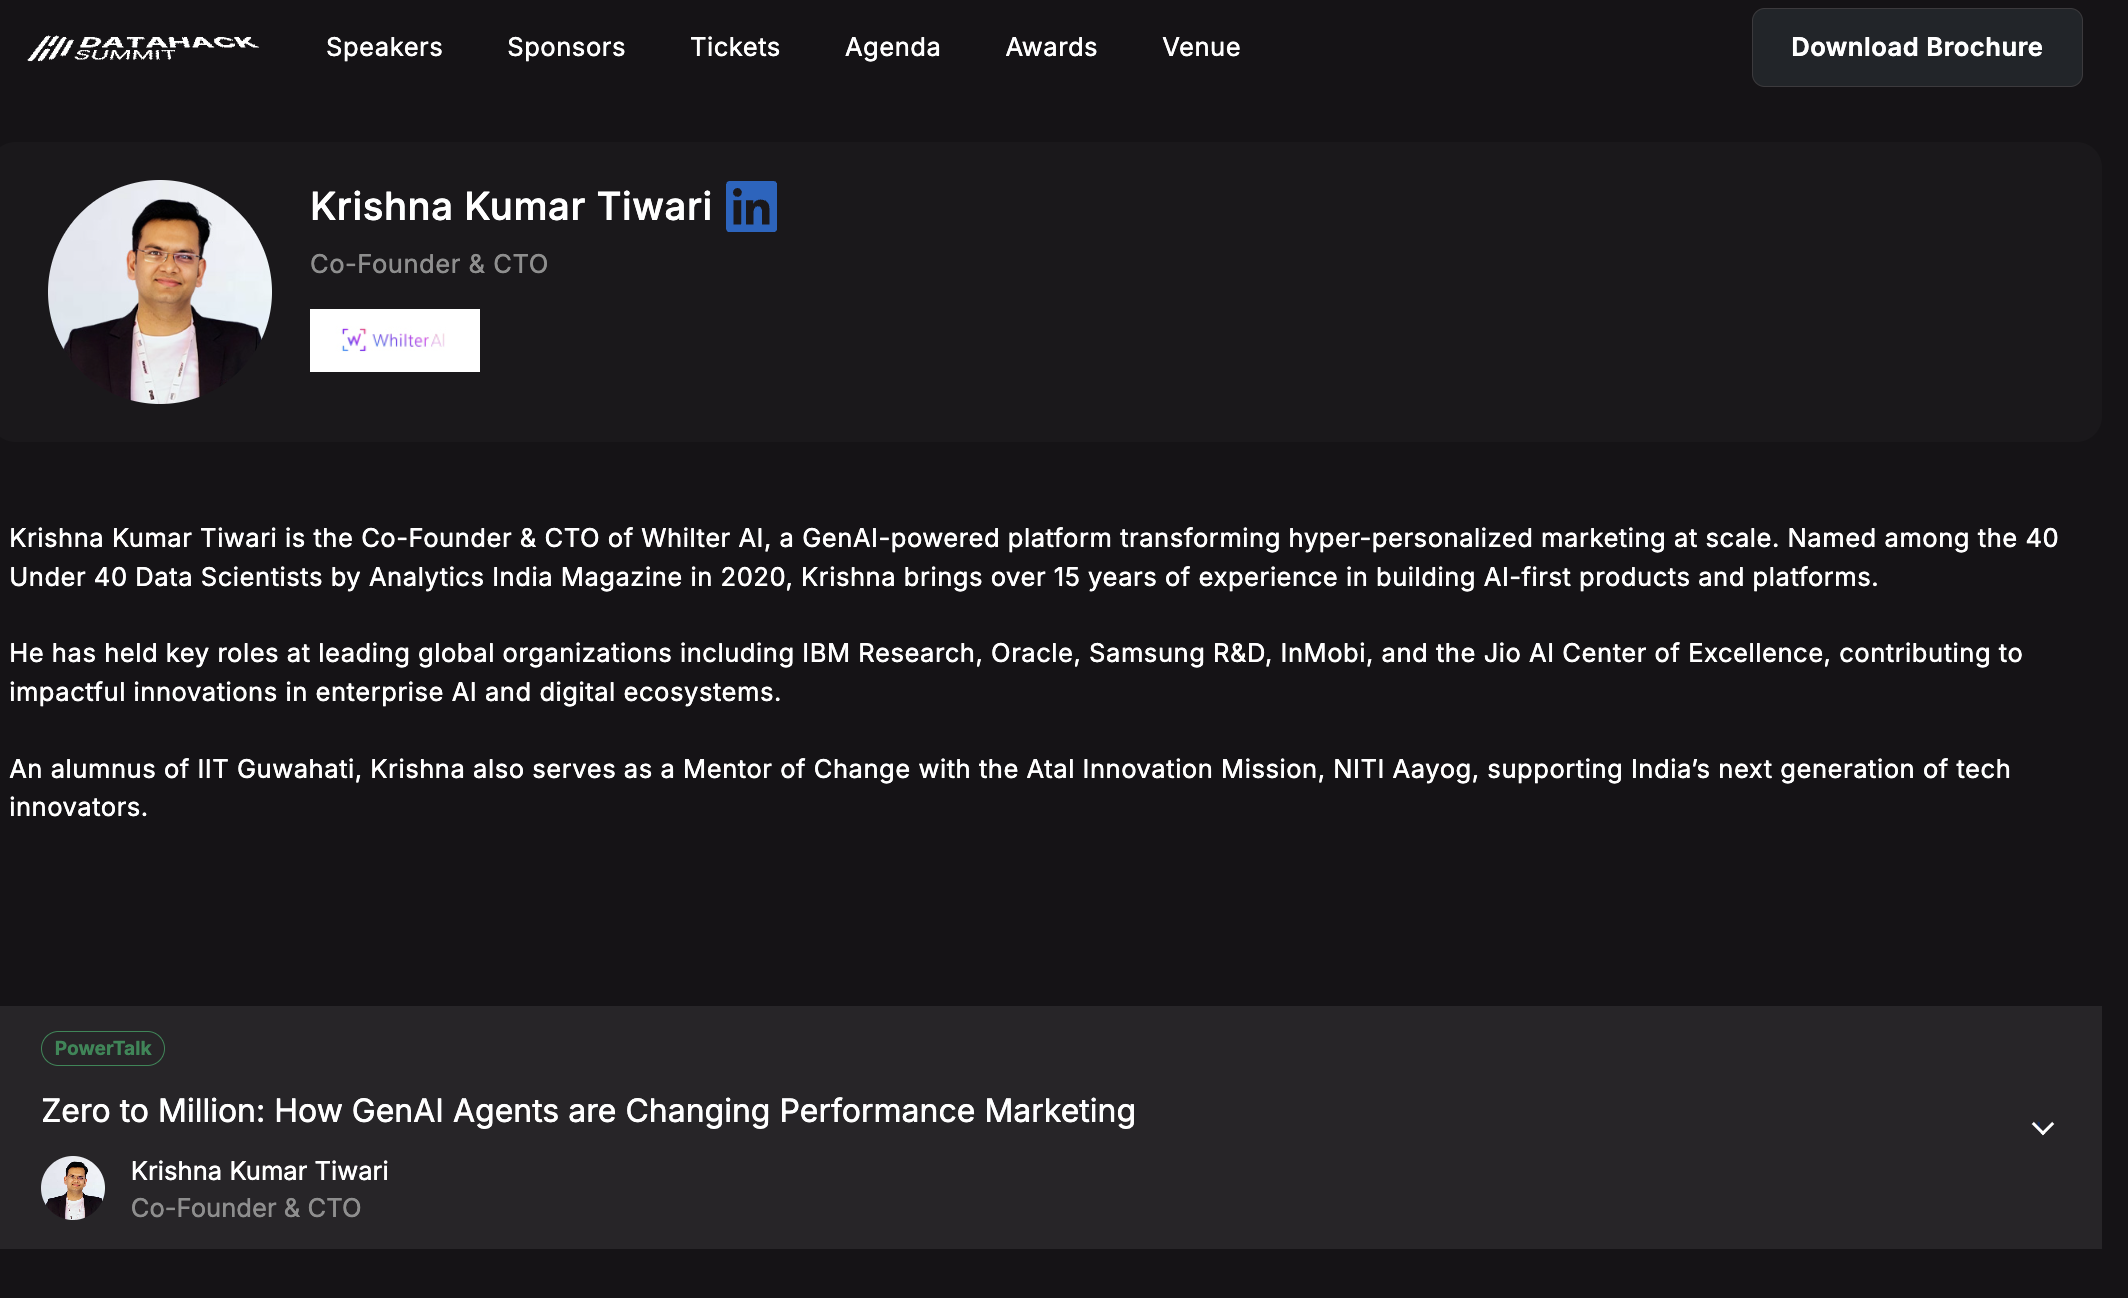 DATAHACK
SUMMIT
Speakers
Sponsors
Tickets
Agenda
Awards
Venue
Download Brochure
Krishna Kumar Tiwari
in
Co-Founder & CTO
W WhilterAI
Krishna Kumar Tiwari is the Co-Founder & CTO of Whilter AI, a GenAI-powered platform transforming hyper-personalized marketing at scale. Named among the 40
Under 40 Data Scientists by Analytics India Magazine in 2020, Krishna brings over 15 years of experience in building AI-first products and platforms.
He has held key roles at leading global organizations including IBM Research, Oracle, Samsung R&D, InMobi, and the Jio AI Center of Excellence, contributing to
impactful innovations in enterprise AI and digital ecosystems.
An alumnus of IIT Guwahati, Krishna also serves as a Mentor of Change with the Atal Innovation Mission, NITI Aayog, supporting India’s next generation of tech
innovators.
PowerTalk
Zero to Million: How GenAI Agents are Changing Performance Marketing
Krishna Kumar Tiwari
Co-Founder & CTO